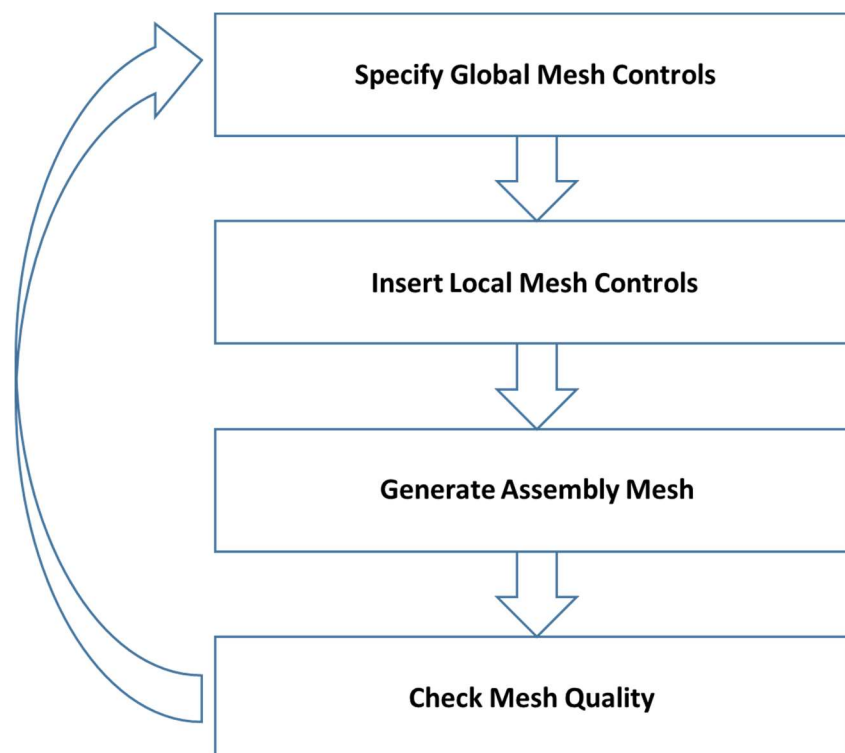 Specify Global Mesh Controls
Insert Local Mesh Controls
Generate Assembly Mesh
Check Mesh Quality